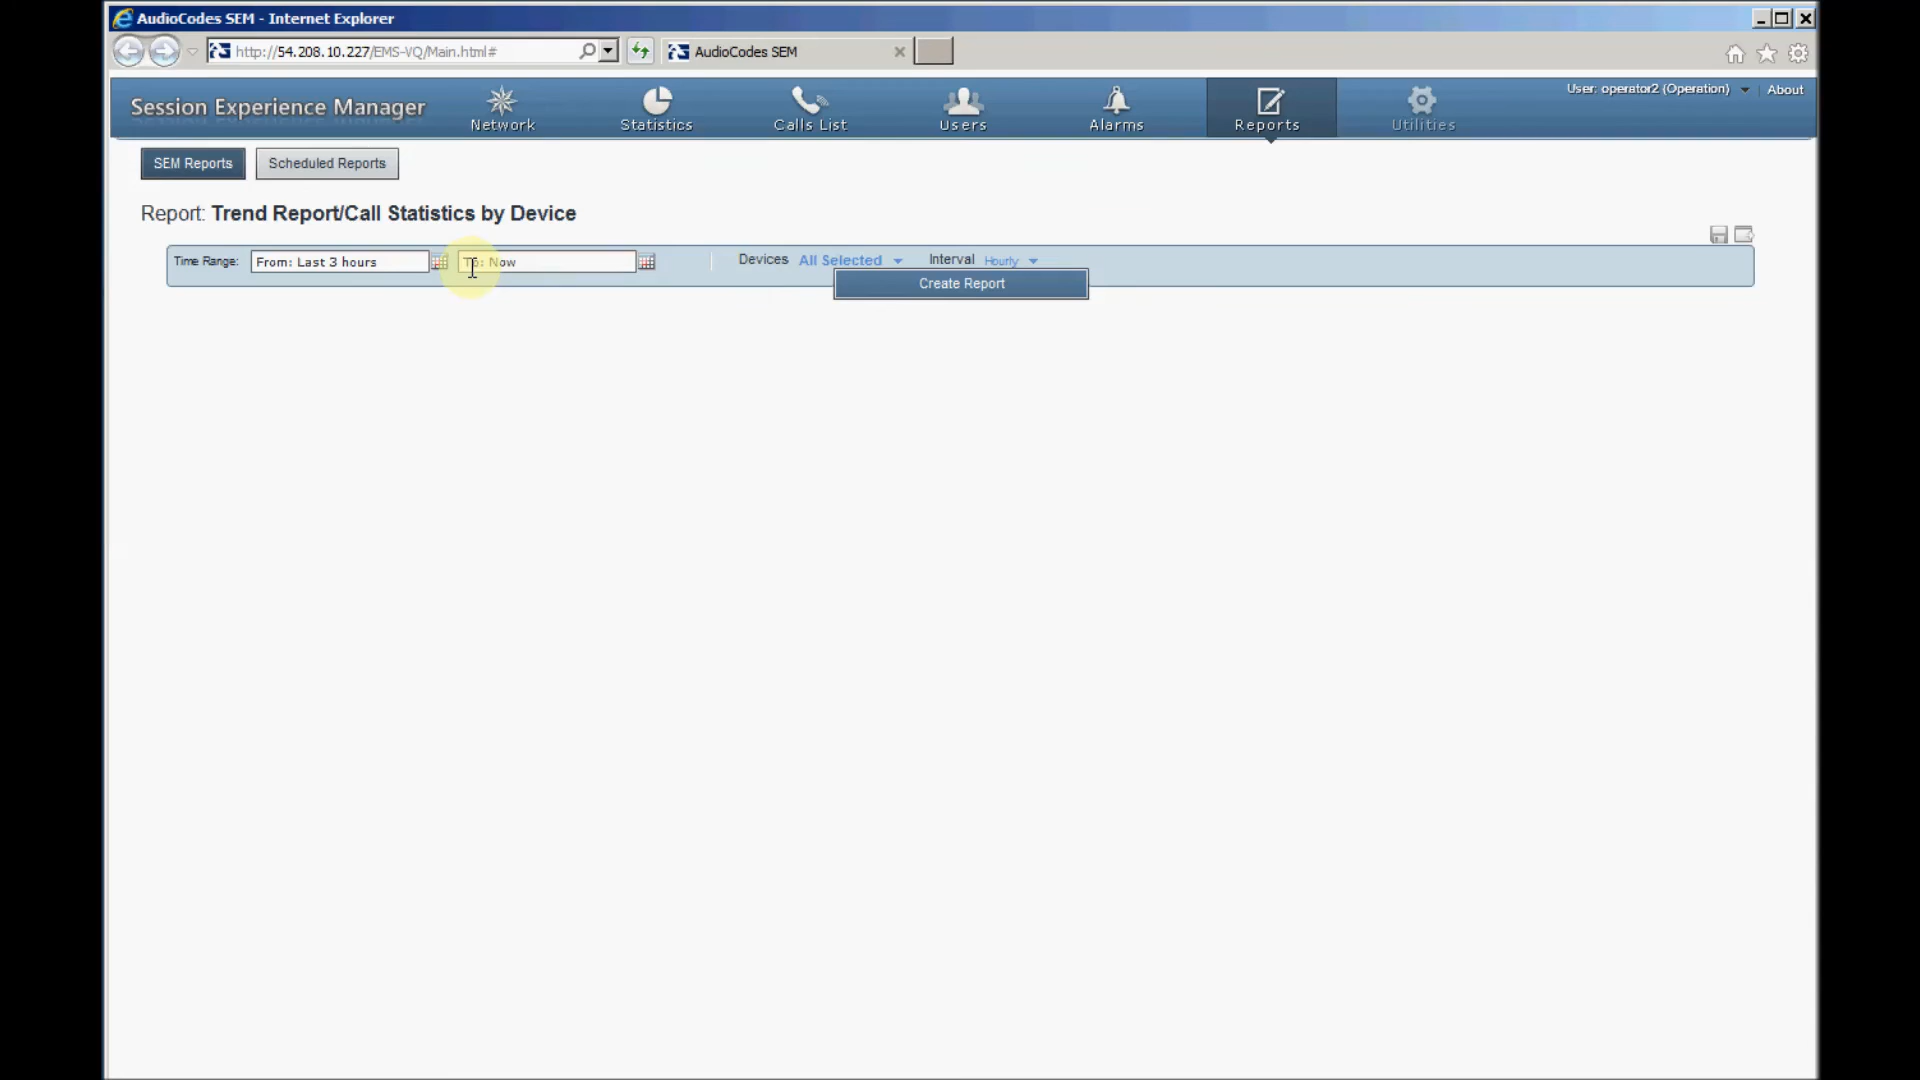 AudioCodes SEM - Internet Explorer
http://54.208.10.227/EMS-VQ/Main.html#
AudioCodes SEM
Session Experience Manager
Network
Statistics
Calls List
Users
Alarms
Reports
Utilities
User: operator2 (Operation)
About
SEM Reports
Scheduled Reports
Report: Trend Report/Call Statistics by Device
Time Range: From: Last 3 hours To: Now Devices All Selected Interval Hourly
Create Report